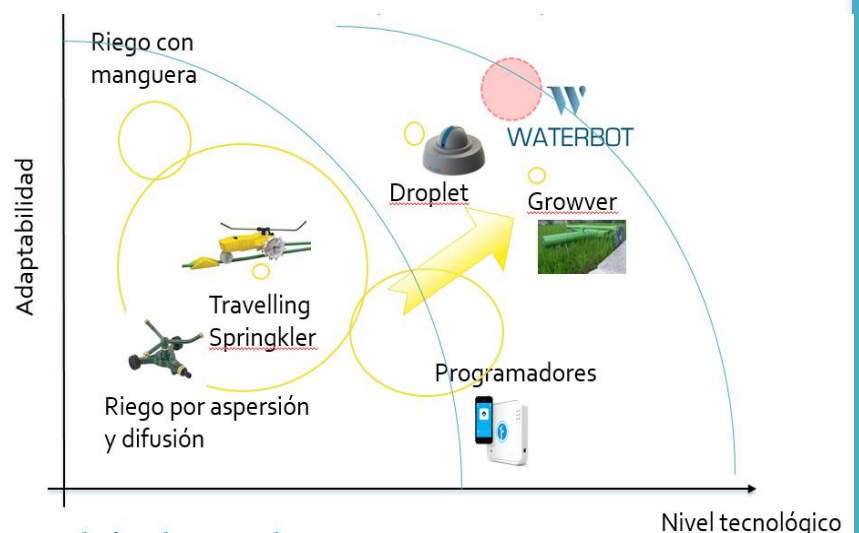 Riego con
manguera
WATERBOT
Droplet
Growver
Adaptabilidad
Travelling
Springkler
Programadores
Riego por aspersión
y difusión
Nivel tecnológico